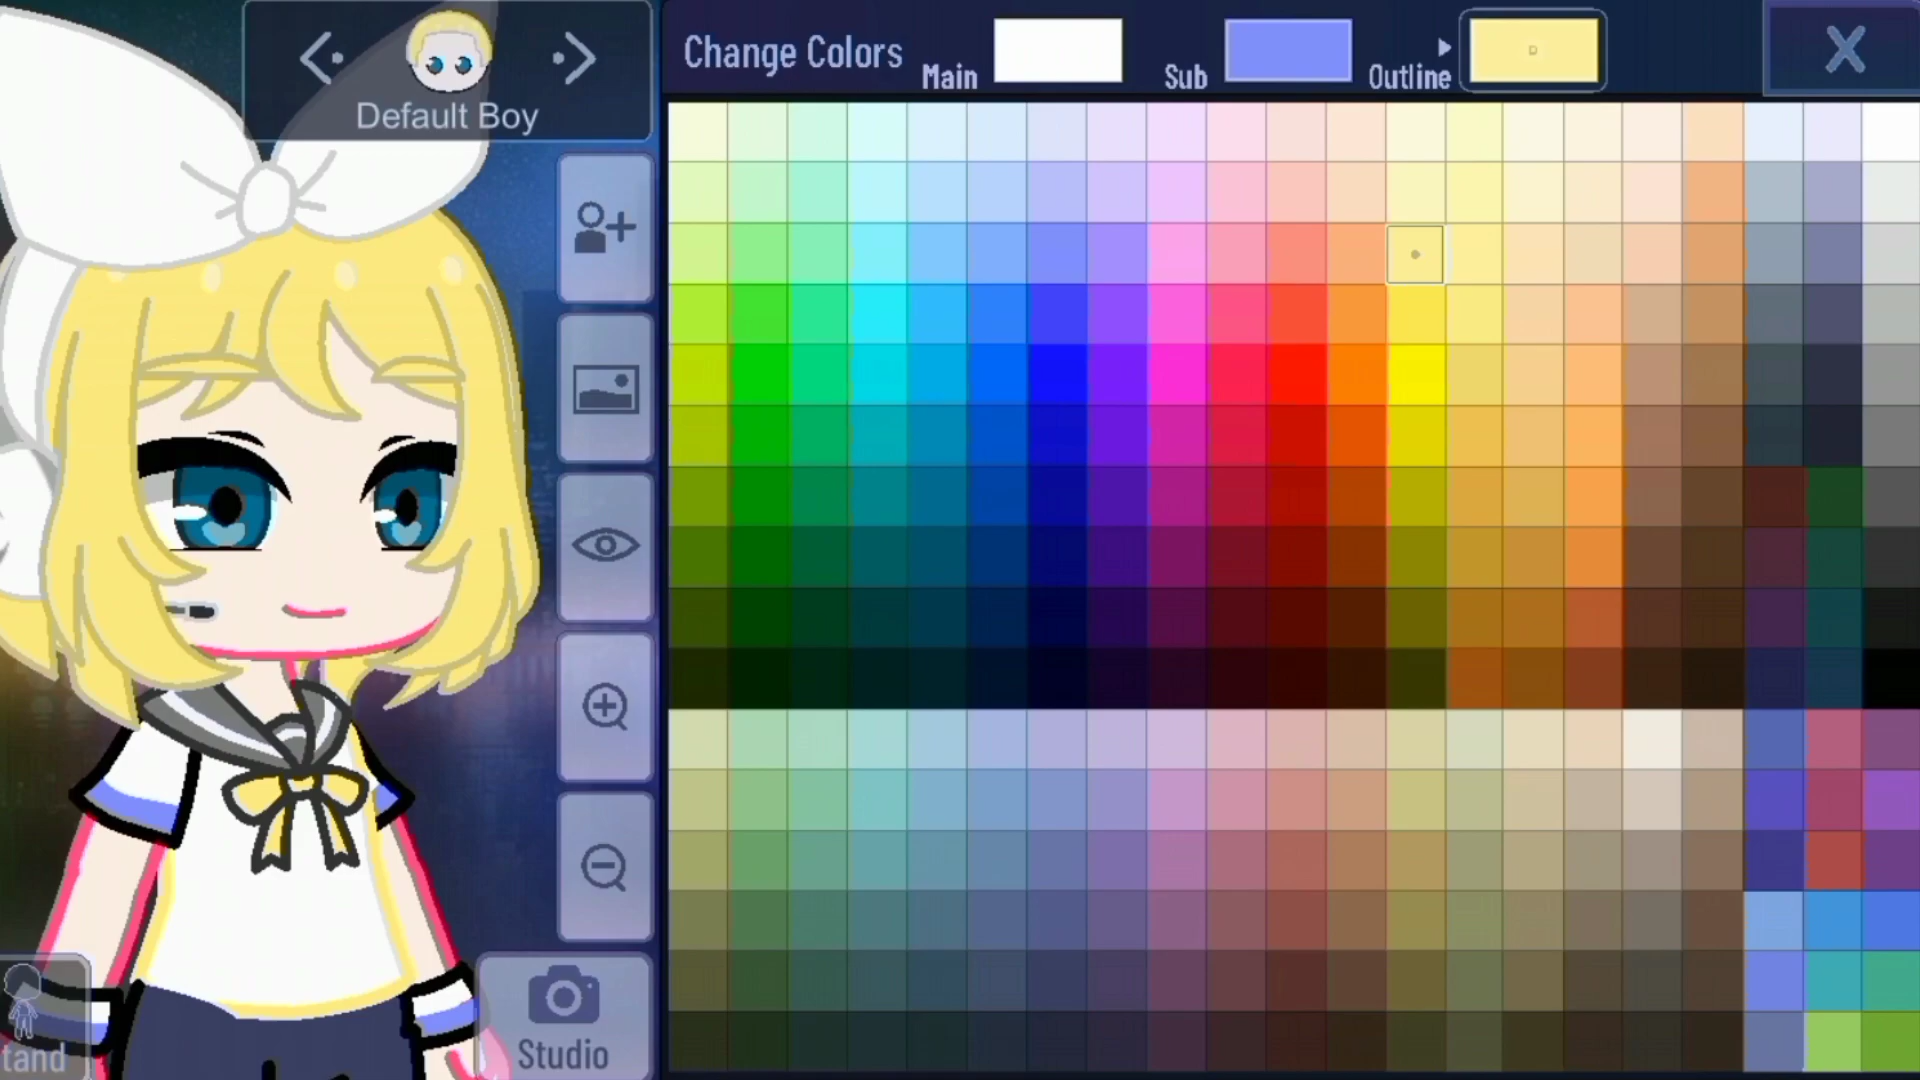 Default Boy
Change Colors
Main
Sub
Outline
X
tand
Studio